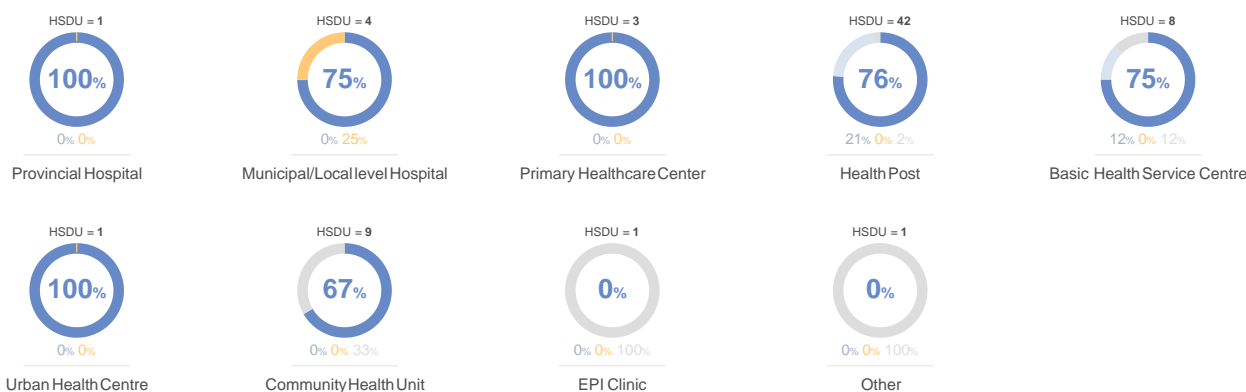 HSDU = 1
HSDU = 4
HSDU = 3
HSDU = 42
HSDU = 8
100%
75%
100%
76%
75%
0% 0%
0% 25%
0% 0%
21% 0% 2%
12% 0% 12%
Provincial Hospital
Municipal/Local level Hospital
Primary Healthcare Center
Health Post
Basic Health Service Centre
HSDU = 1
HSDU = 9
HSDU = 1
HSDU = 1
100%
67%
0%
0%
0% 0%
0% 0% 33%
0% 0% 100%
0% 0% 100%
Urban Health Centre
Community Health Unit
EPI Clinic
Other